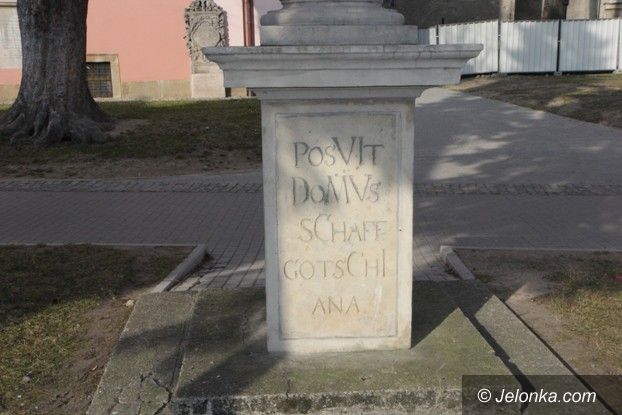 POSVIT
DOMVS
SCHAFF
GOTSCHI
ANA
© Jelonka.com